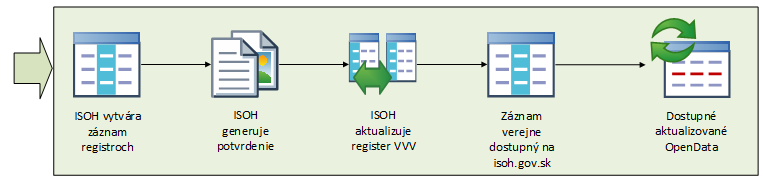 ISOH vytvára
záznam
registroch
ISOH
generuje
potvrdenie
ISOH
aktualizuje
register VVV
Záznam
verejne
dostupný na
isoh.gov.sk
Dostupné
aktualizované
OpenData